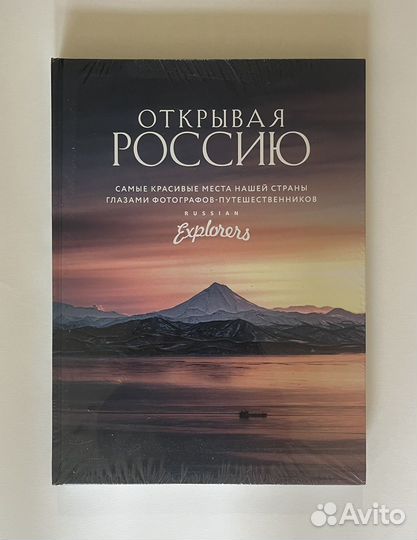 ОТКРЫВАЯ
РОССИЮ
САМЫЕ КРАСИВЫЕ МЕСТА НАШЕЙ СТРАНЫ
ГЛАЗАМИ ФОТОГРАФОВ-ПУТЕШЕСТВЕННИКОВ
RUSSIAN
Explorers
Avito